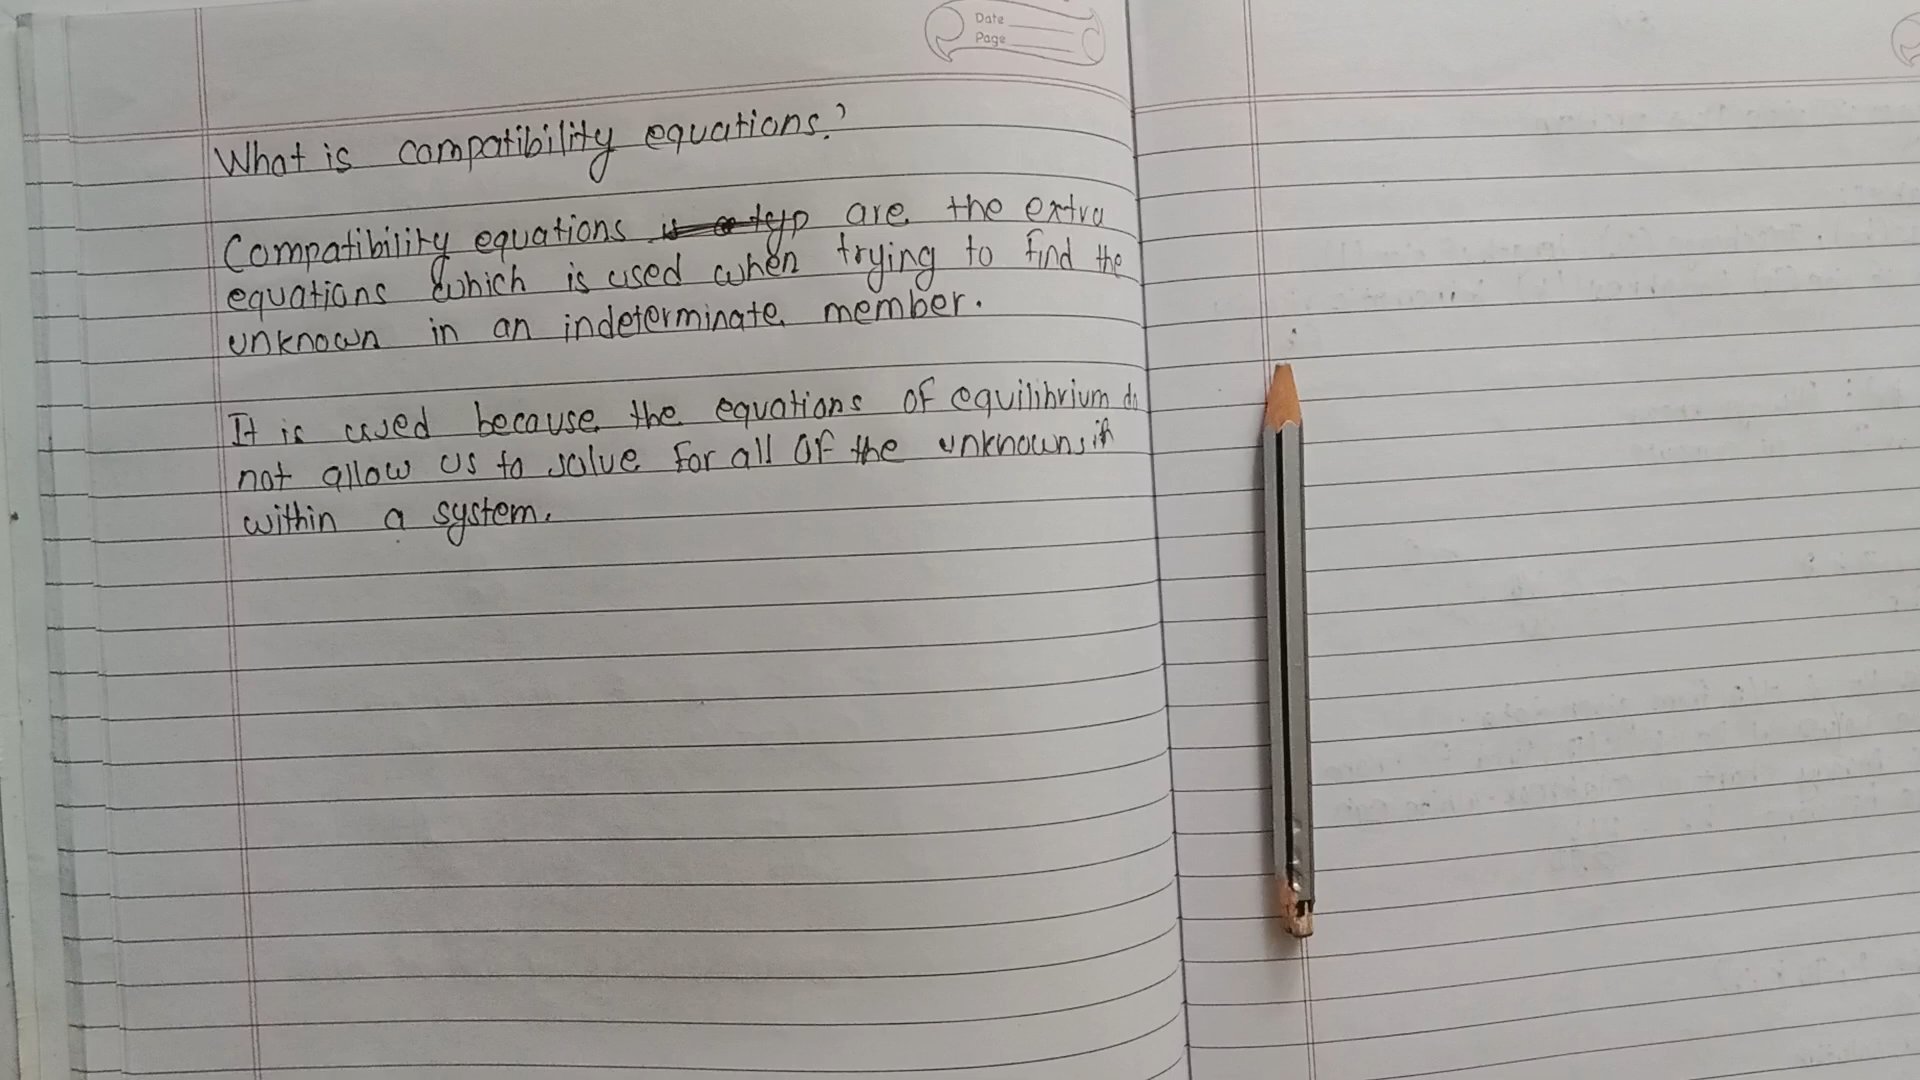 Date
Page
What is compatibility equations?
Compatibility equations are the extra
equations which is used when trying to find the
unknown in an indeterminate member.
It is used because the equations of equilibrium do
not allow us to solve for all of the unknowns if
within a system.